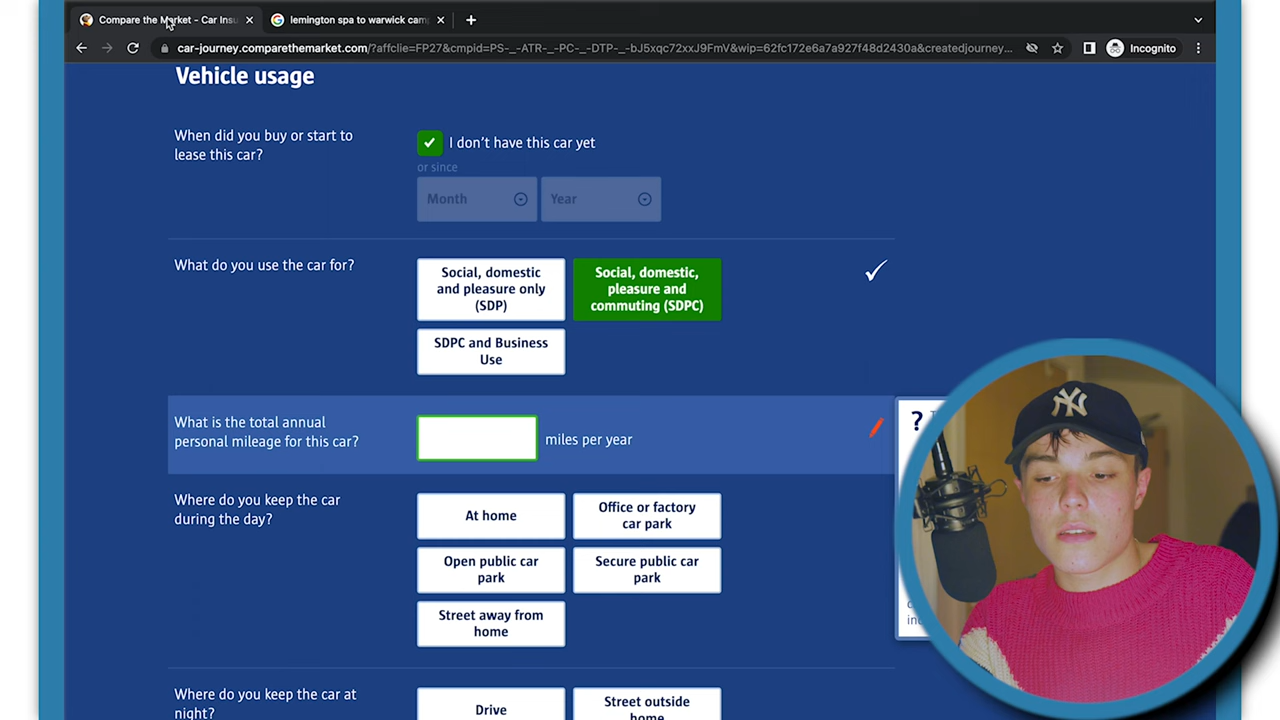 Compare the Market - Car Insu
lemington spa to warwick cam
car-journey.comparethemarket.com/?affclie=FP27&cmpid=PS-_-ATR-_-PC-_-DTP-_-bJ5xqc72xxJ9FmV&wip=62fc172e6a7a927f48d2430a&createdjourney...
Incognito
Vehicle usage
When did you buy or start to
lease this car?
I don't have this car yet
or since
Month
Year
What do you use the car for?
Social, domestic
and pleasure only
(SDP)
Social, domestic,
pleasure and
commuting (SDPC)
SDPC and Business
Use
What is the total annual
personal mileage for this car?
miles per year
?
Where do you keep the car
during the day?
At home
Office or factory
car park
Open public car
park
Secure public car
park
Street away from
home
Where do you keep the car at
night?
Drive
Street outside
home